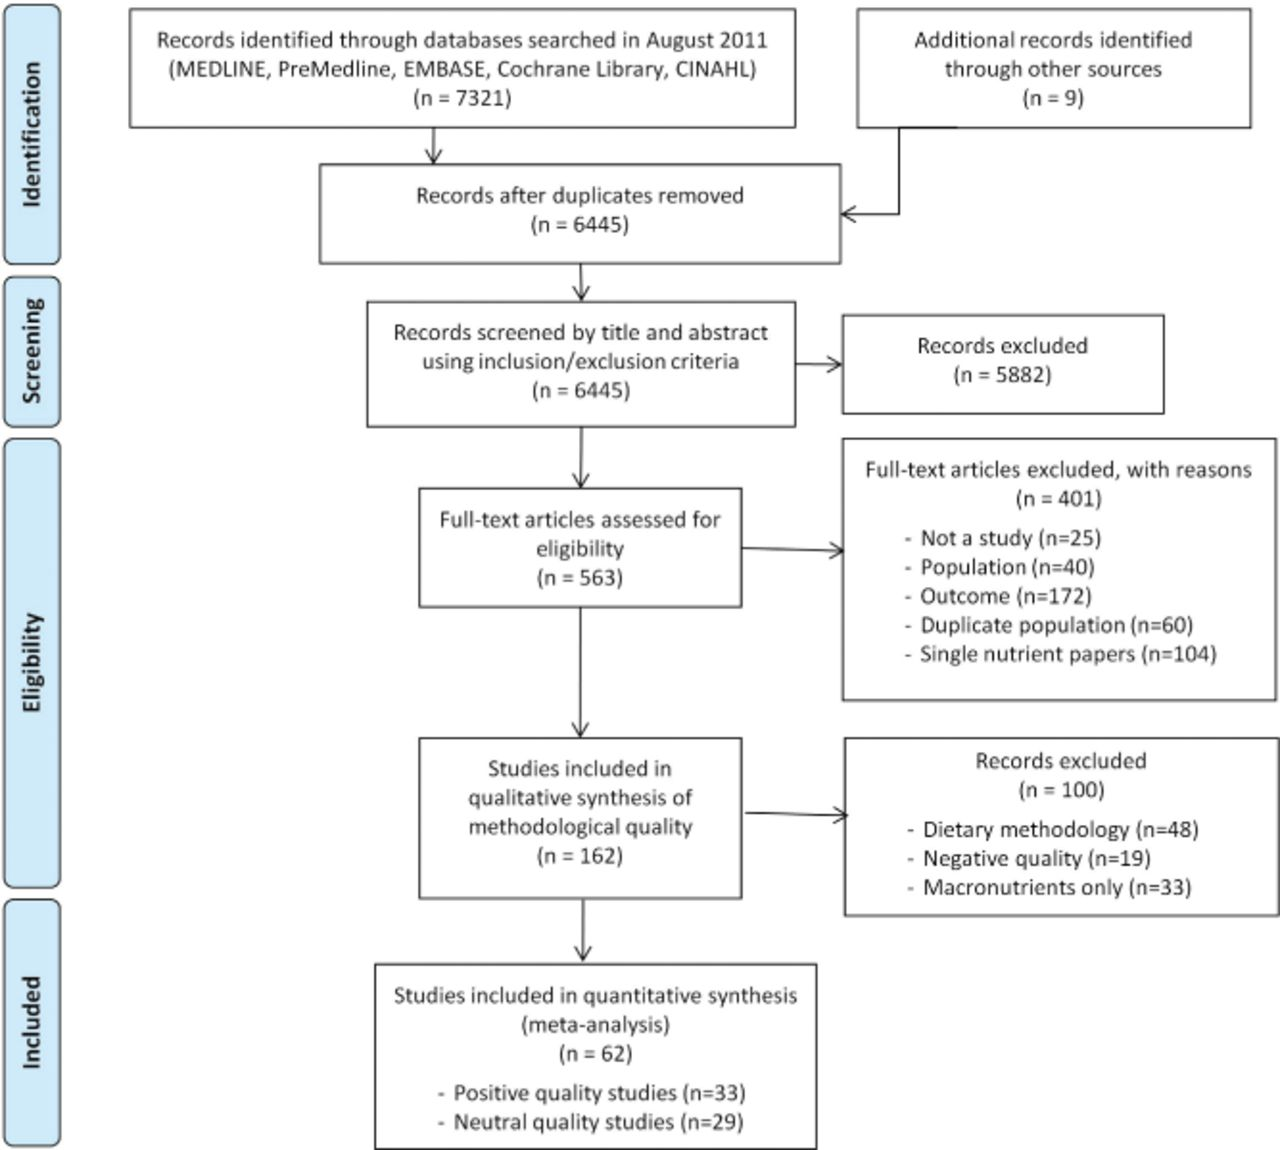 Identification
Records identified through databases searched in August 2011
(MEDLINE, PreMedline, EMBASE, Cochrane Library, CINAHL)
(n = 7321)
Additional records identified
through other sources
(n = 9)
Records after duplicates removed
(n = 6445)
Screening
Records screened by title and abstract
using inclusion/exclusion criteria
(n = 6445)
Records excluded
(n = 5882)
Eligibility
Full-text articles assessed for
eligibility
(n = 563)
Full-text articles excluded, with reasons
(n = 401)
- Not a study (n=25)
- Population (n=40)
- Outcome (n=172)
- Duplicate population (n=60)
- Single nutrient papers (n=104)
Studies included in
qualitative synthesis of
methodological quality
(n = 162)
Records excluded
(n = 100)
- Dietary methodology (n=48)
- Negative quality (n=19)
- Macronutrients only (n=33)
Included
Studies included in quantitative synthesis
(meta-analysis)
(n = 62)
- Positive quality studies (n=33)
- Neutral quality studies (n=29)